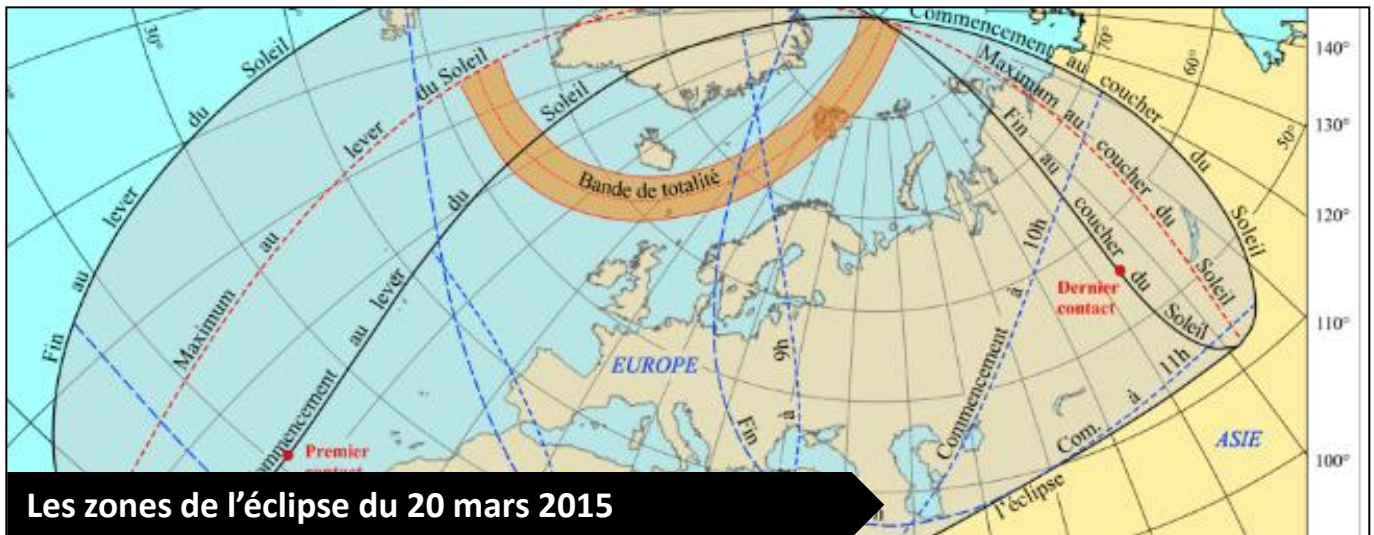 30°
Fin au lever du Soleil
Maximum au lever du Soleil
Commencement au lever du Soleil
Bande de totalité
Commencement au coucher du Soleil
Maximum au coucher du Soleil
Fin au coucher du Soleil
70°
60°
50°
140°
130°
120°
110°
100°
Commencement à 10h
à 9h
Fin
Com. à 11h
l'éclipse
EUROPE
ASIE
Premier
contact
Dernier
contact
Les zones de l’éclipse du 20 mars 2015